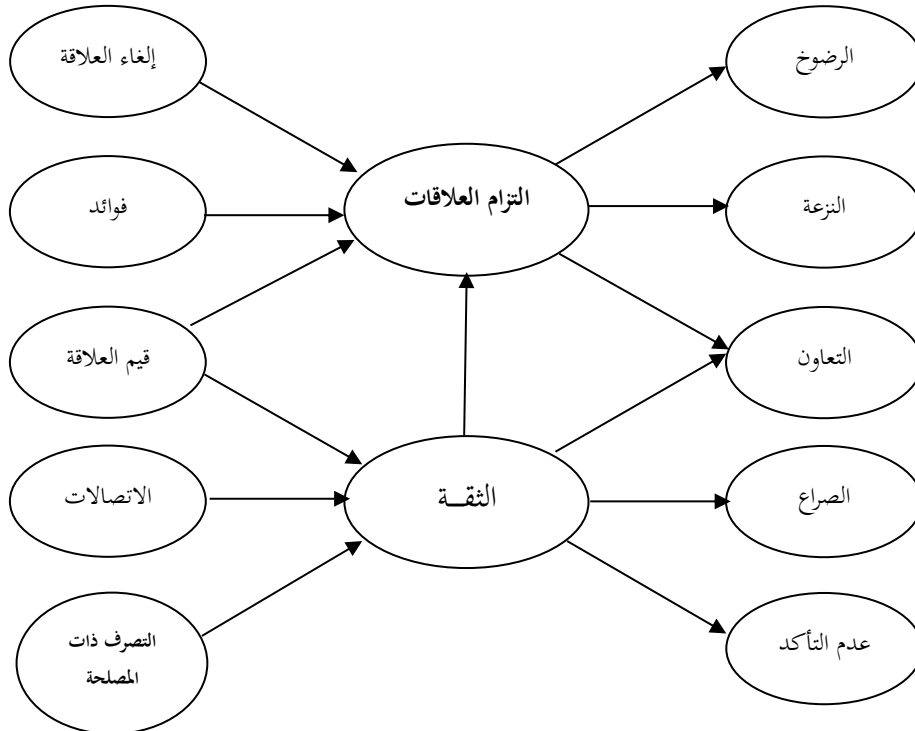 إلغاء العلاقة
الرضوخ
التزام العلاقات
فوائد
النزعة
قيم العلاقة
التعاون
الاتصالات
الثقــة
الصراع
التصرف ذات
المصلحة
عدم التأكد